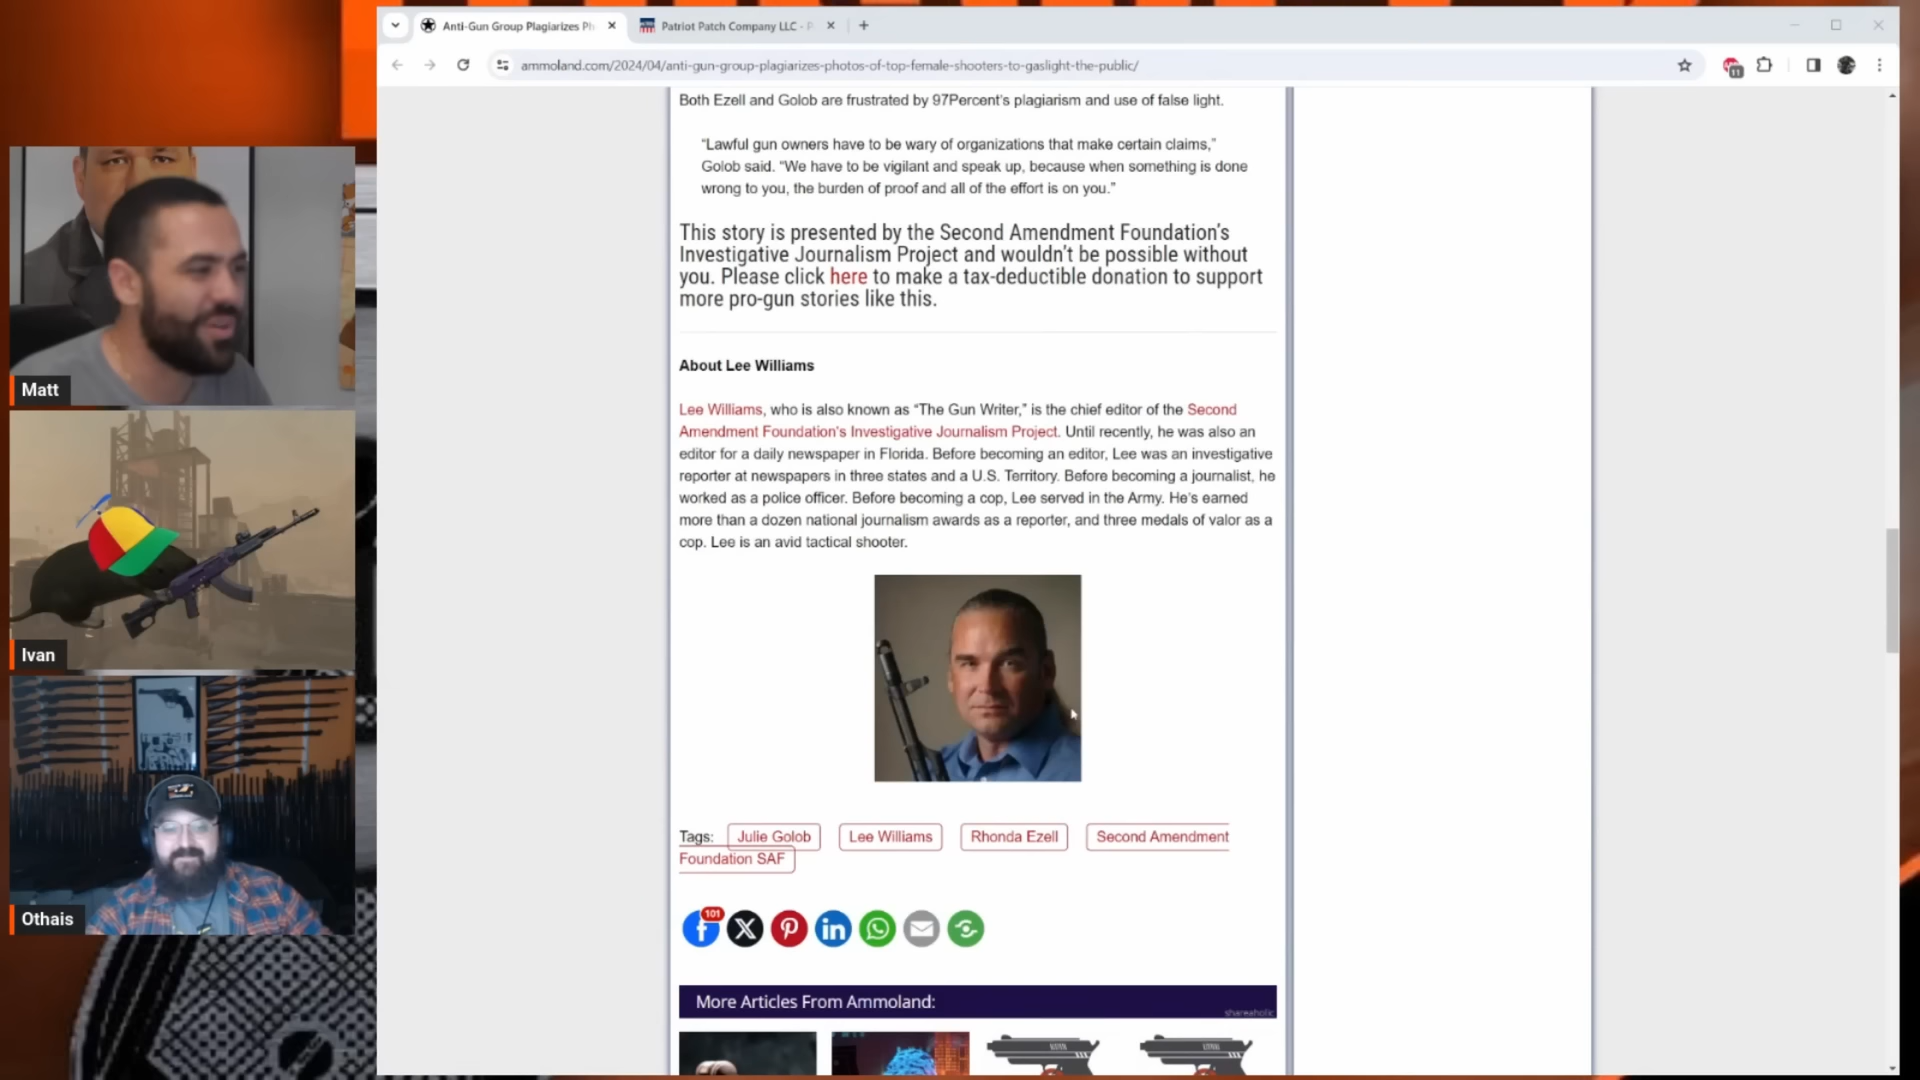 Anti-Gun Group Plagiarizes Ph
Patriot Patch Company LLC - P
ammoland.com/2024/04/anti-gun-group-plagiarizes-photos-of-top-female-shooters-to-gaslight-the-public/
11
Both Ezell and Golob are frustrated by 97Percent's plagiarism and use of false light.
“Lawful gun owners have to be wary of organizations that make certain claims,”
Golob said. “We have to be vigilant and speak up, because when something is done
wrong to you, the burden of proof and all of the effort is on you.”
This story is presented by the Second Amendment Foundation's
Investigative Journalism Project and wouldn't be possible without
you. Please click here to make a tax-deductible donation to support
more pro-gun stories like this.
About Lee Williams
Lee Williams, who is also known as “The Gun Writer,” is the chief editor of the Second
Amendment Foundation's Investigative Journalism Project. Until recently, he was also an
editor for a daily newspaper in Florida. Before becoming an editor, Lee was an investigative
reporter at newspapers in three states and a U.S. Territory. Before becoming a journalist, he
worked as a police officer. Before becoming a cop, Lee served in the Army. He's earned
more than a dozen national journalism awards as a reporter, and three medals of valor as a
cop. Lee is an avid tactical shooter.
Tags: Julie Golob Lee Williams Rhonda Ezell Second Amendment
Foundation SAF
101
More Articles From Ammoland:
shareaholic
Matt
Ivan
Othais